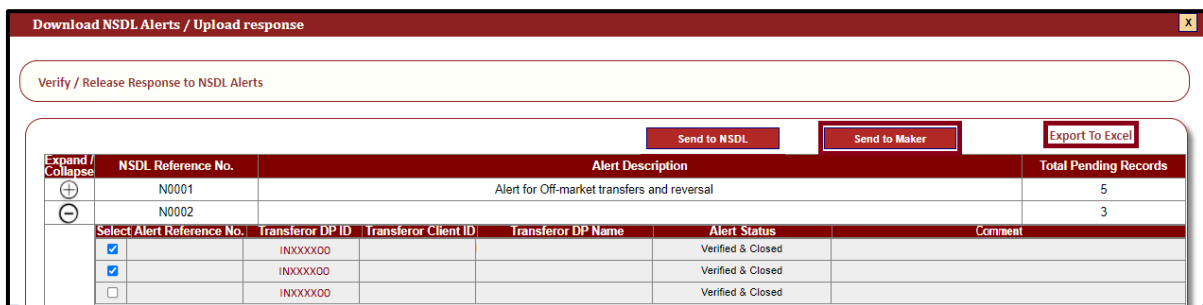 Download NSDL Alerts / Upload response
X
Verify / Release Response to NSDL Alerts
Send to NSDL Send to Maker Export To Excel
Expand / Collapse NSDL Reference No. Alert Description Total Pending Records
N0001 Alert for Off-market transfers and reversal 5
N0002 3
Select Alert Reference No. Transferor DP ID Transferor Client ID Transferor DP Name Alert Status Comment
INXXXX00 Verified & Closed
INXXXX00 Verified & Closed
INXXXX00 Verified & Closed